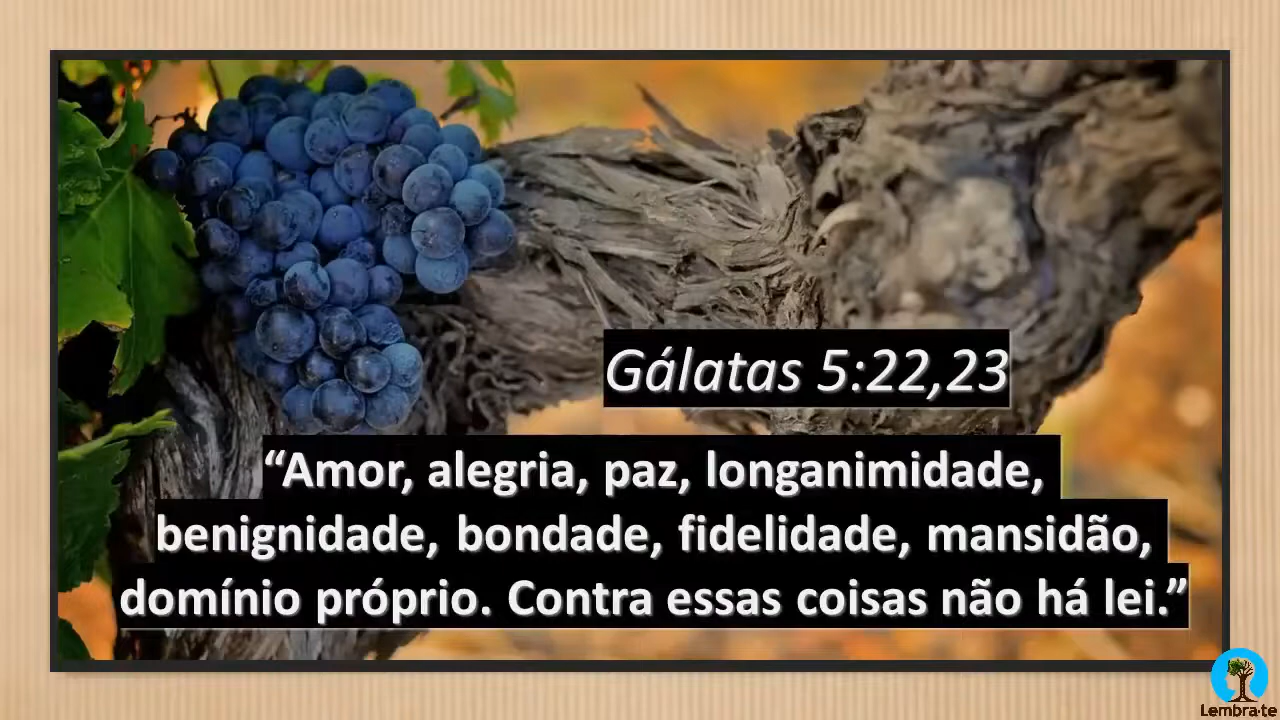 Gálatas 5:22,23
“Amor, alegria, paz, longanimidade,
benignidade, bondade, fidelidade, mansidão,
domínio próprio. Contra essas coisas não há lei.”
Lembra-te